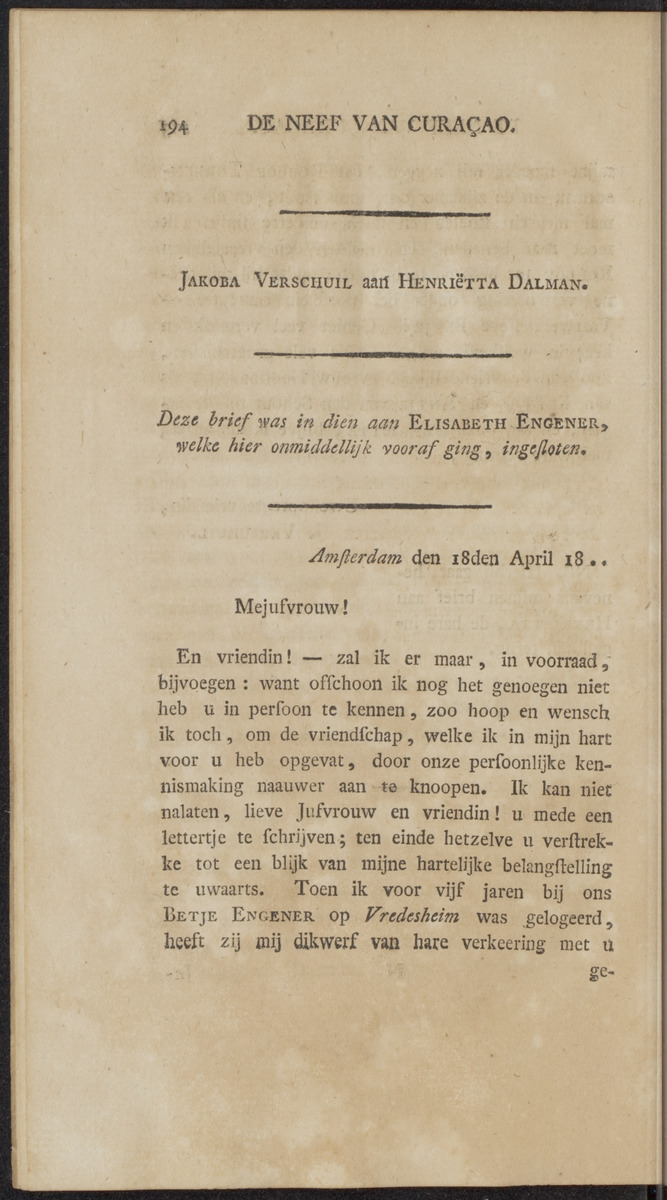 194 DE NEEF VAN CURAÇAO.
JAKOBA VERSCHUIL aan HENRIëTTA DALMAN.
Deze brief was in dien aan ELISABETH ENGENER,
welke hier onmiddellijk vooraf ging, ingeſloten.
Amſterdam den 18den April 18..
Mejufvrouw!
En vriendin! — zal ik er maar, in voorraad,
bijvoegen: want offchoon ik nog het genoegen niet
heb u in perſoon te kennen, zoo hoop en wensch
ik toch, om de vriendſchap, welke ik in mijn hart
voor u heb opgevat, door onze perſoonlijke ken-
nismaking naauwer aan te knoopen. Ik kan niet
nalaten, lieve Jufvrouw en vriendin! u mede een
lettertje te ſchrijven; ten einde hetzelve u verſtrek-
ke tot een blijk van mijne hartelijke belangſtelling
te uwaarts. Toen ik voor vijf jaren bij ons
BETJE ENGENER op Vredesheim was gelogeerd,
heeft zij mij dikwerf van hare verkeering met u
ge-